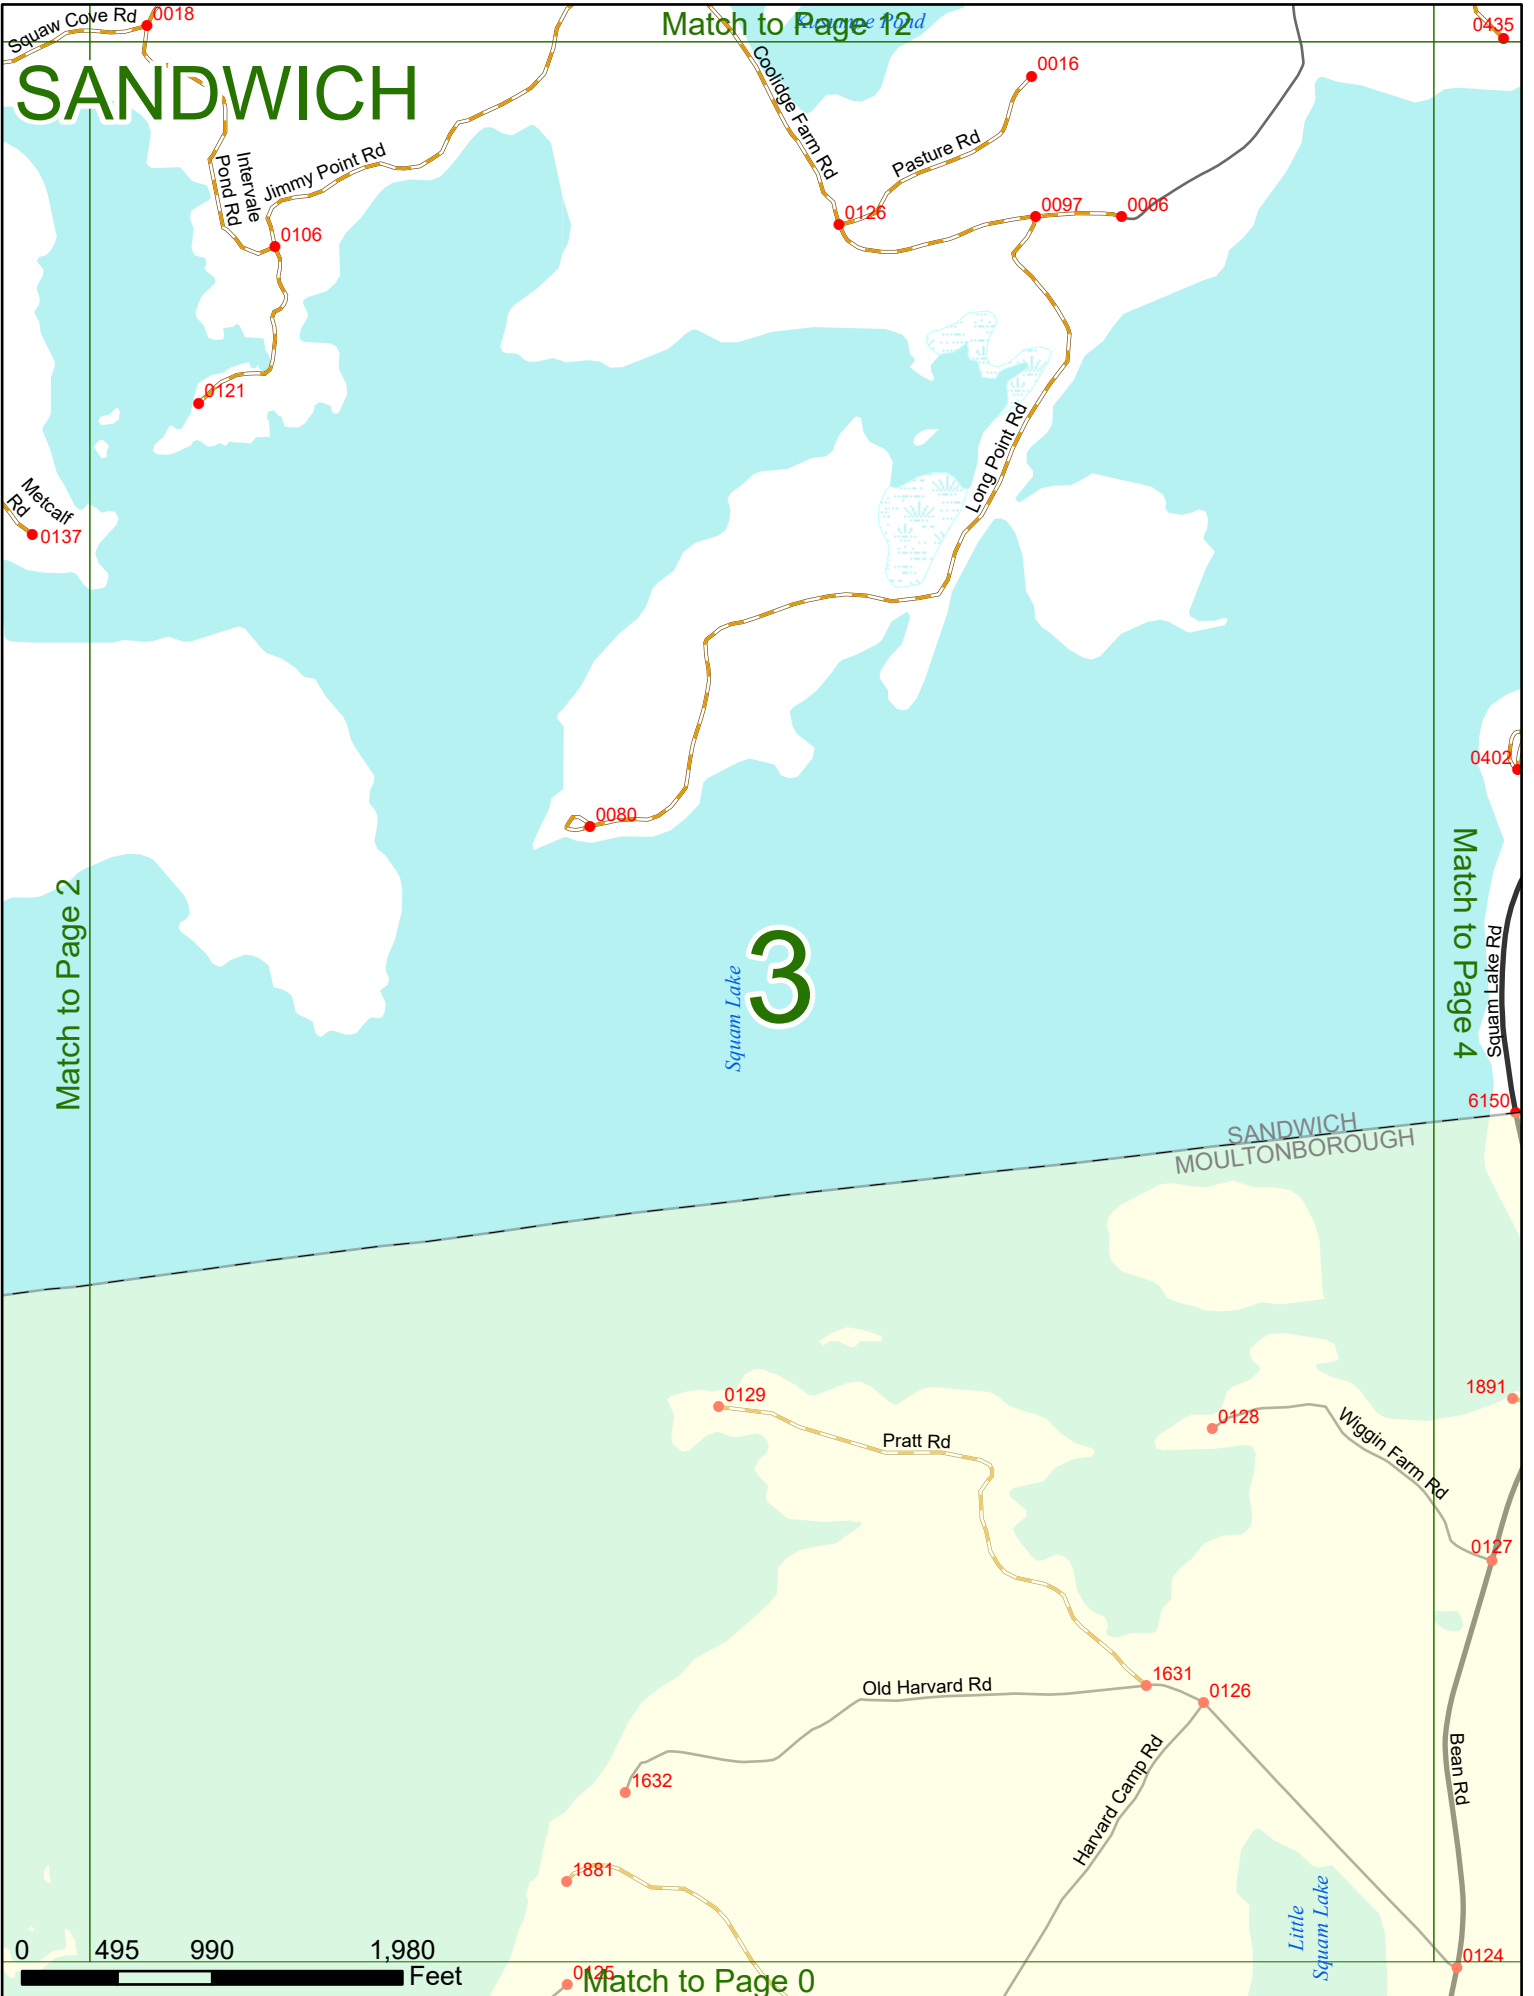 Squaw Cove Rd
0018
Match to Page 12
Kusumpe Pond
0435
SANDWICH
Coolidge Farm Rd
0016
Pasture Rd
Intervale
Pond Rd
Jimmy Point Rd
0106
0126
0097
0006
0121
Long Point Rd
Metcalf
Rd
0137
0402
0080
Match to Page 2
3
Squam Lake
Match to Page 4
Squam Lake Rd
6150
SANDWICH
MOULTONBOROUGH
0129
1891
0128
Pratt Rd
Wiggin Farm Rd
0127
1631
Old Harvard Rd
0126
1632
Harvard Camp Rd
Bean Rd
1881
Little
Squam Lake
0 495 990 1,980
Feet
0125
Match to Page 0
0124